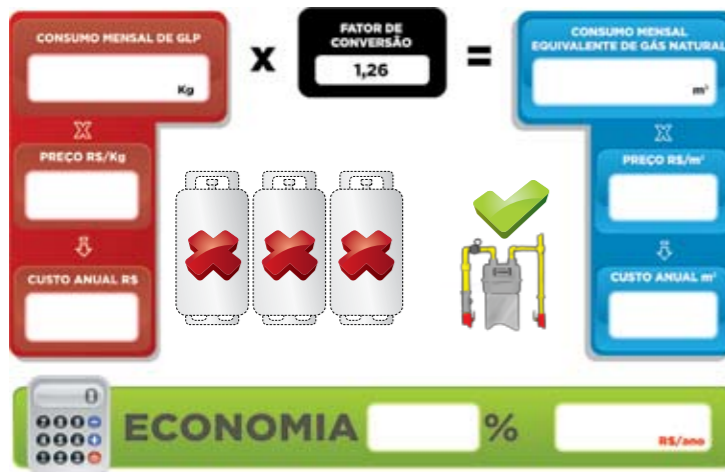 CONSUMO MENSAL DE GLP
Kg
X
FATOR DE
CONVERSÃO
1,26
=
CONSUMO MENSAL
EQUIVALENTE DE GÁS NATURAL
m³
X
PREÇO R$/Kg
X
PREÇO R$/m³
CUSTO ANUAL R$
CUSTO ANUAL m³
0
ECONOMIA
%
R$/ano